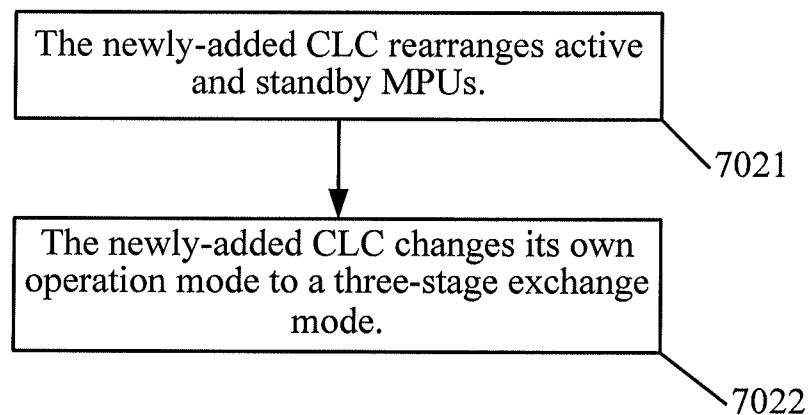 The newly-added CLC rearranges active
and standby MPUs.
7021
The newly-added CLC changes its own
operation mode to a three-stage exchange
mode.
7022